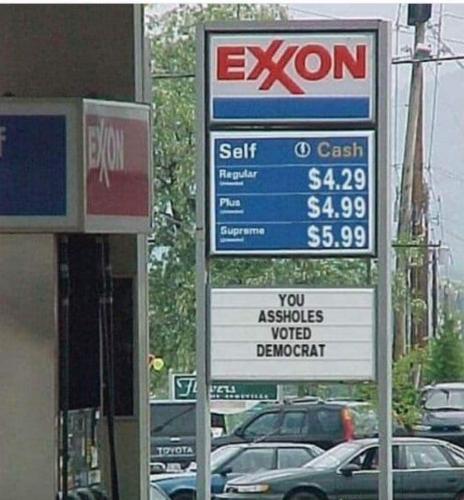 EXXON
Self Cash
Regular $4.29
Plus $4.99
Supreme $5.99
EXXON
YOU
ASSHOLES
VOTED
DEMOCRAT
TOYOTA